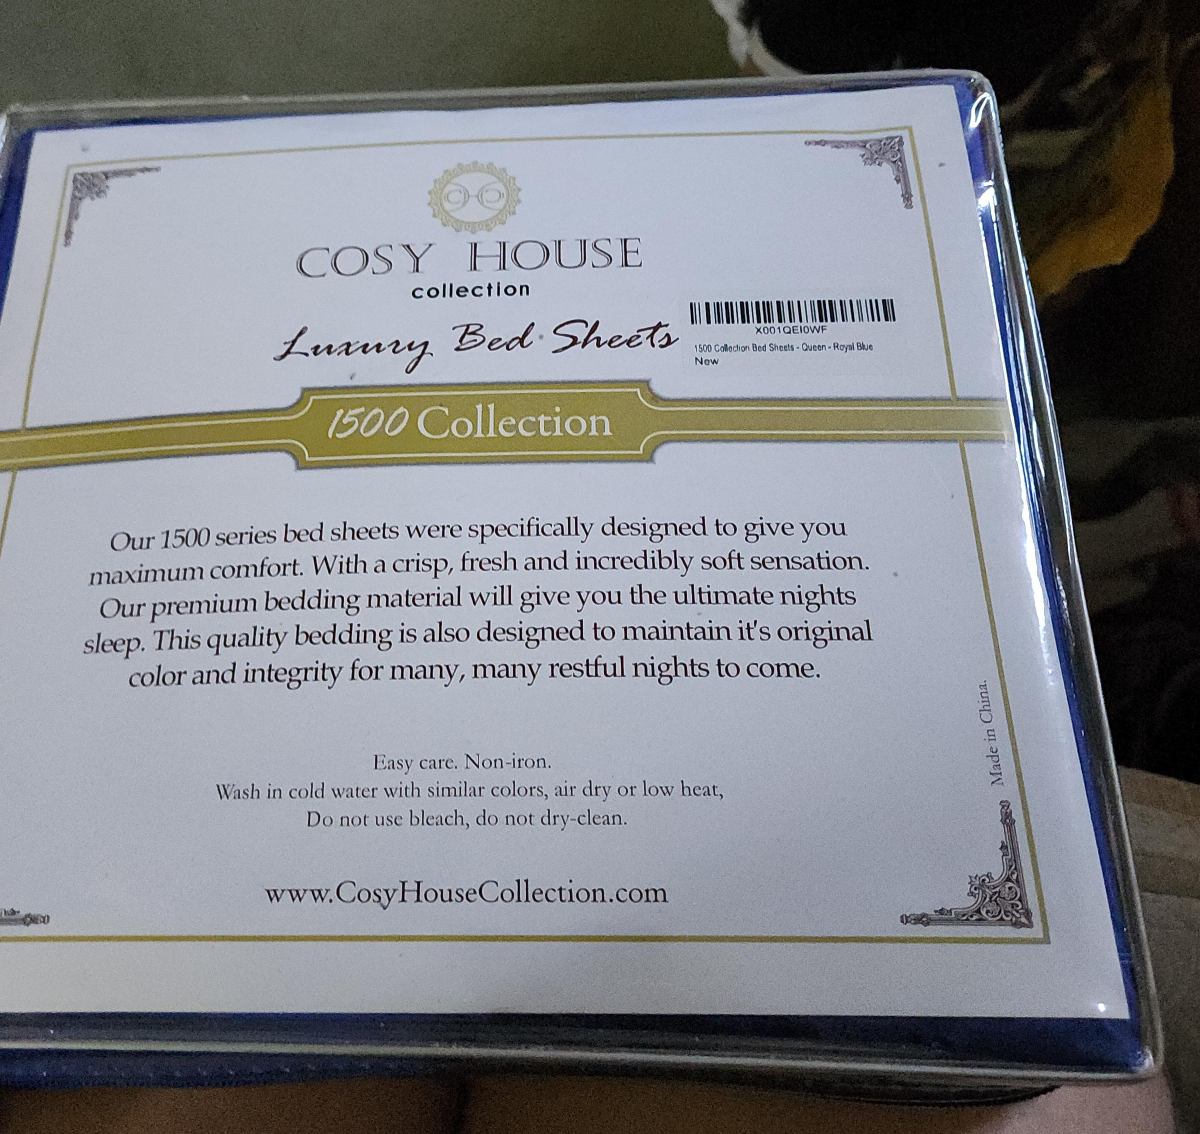 COSY HOUSE
collection
Luxury Bed Sheets
X001QEI0WF
1500 Collection Bed Sheets - Queen - Royal Blue
New
1500 Collection
Our 1500 series bed sheets were specifically designed to give you
maximum comfort. With a crisp, fresh and incredibly soft sensation.
Our premium bedding material will give you the ultimate nights
sleep. This quality bedding is also designed to maintain it's original
color and integrity for many, many restful nights to come.
Easy care. Non-iron.
Wash in cold water with similar colors, air dry or low heat,
Do not use bleach, do not dry-clean.
www.CosyHouseCollection.com
Made in China.